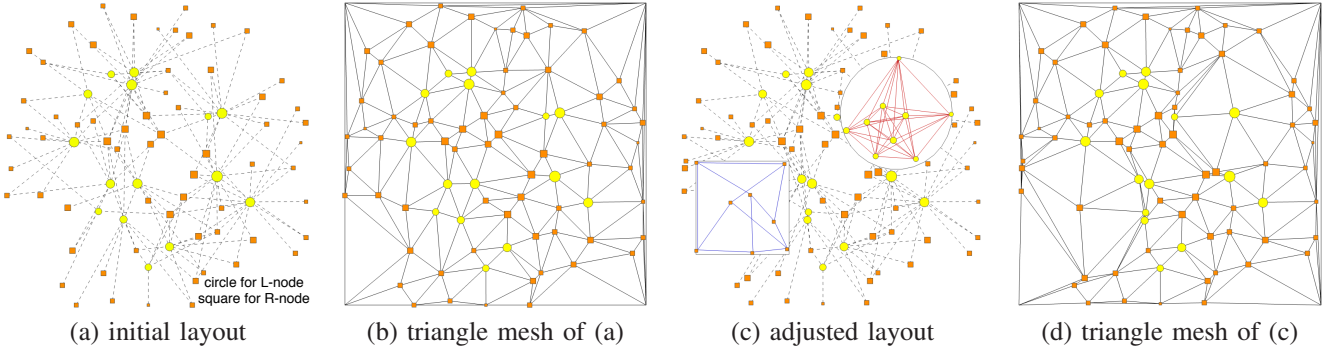 circle for L-node
square for R-node
(a) initial layout
(b) triangle mesh of (a)
(c) adjusted layout
(d) triangle mesh of (c)